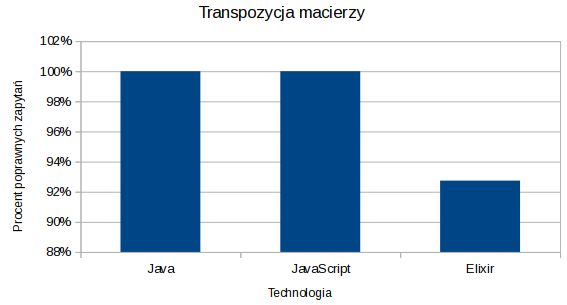 Transpozycja macierzy
102%
100%
98%
96%
94%
92%
90%
88%
Procent poprawnych zapytań
Java JavaScript Elixir
Technologia